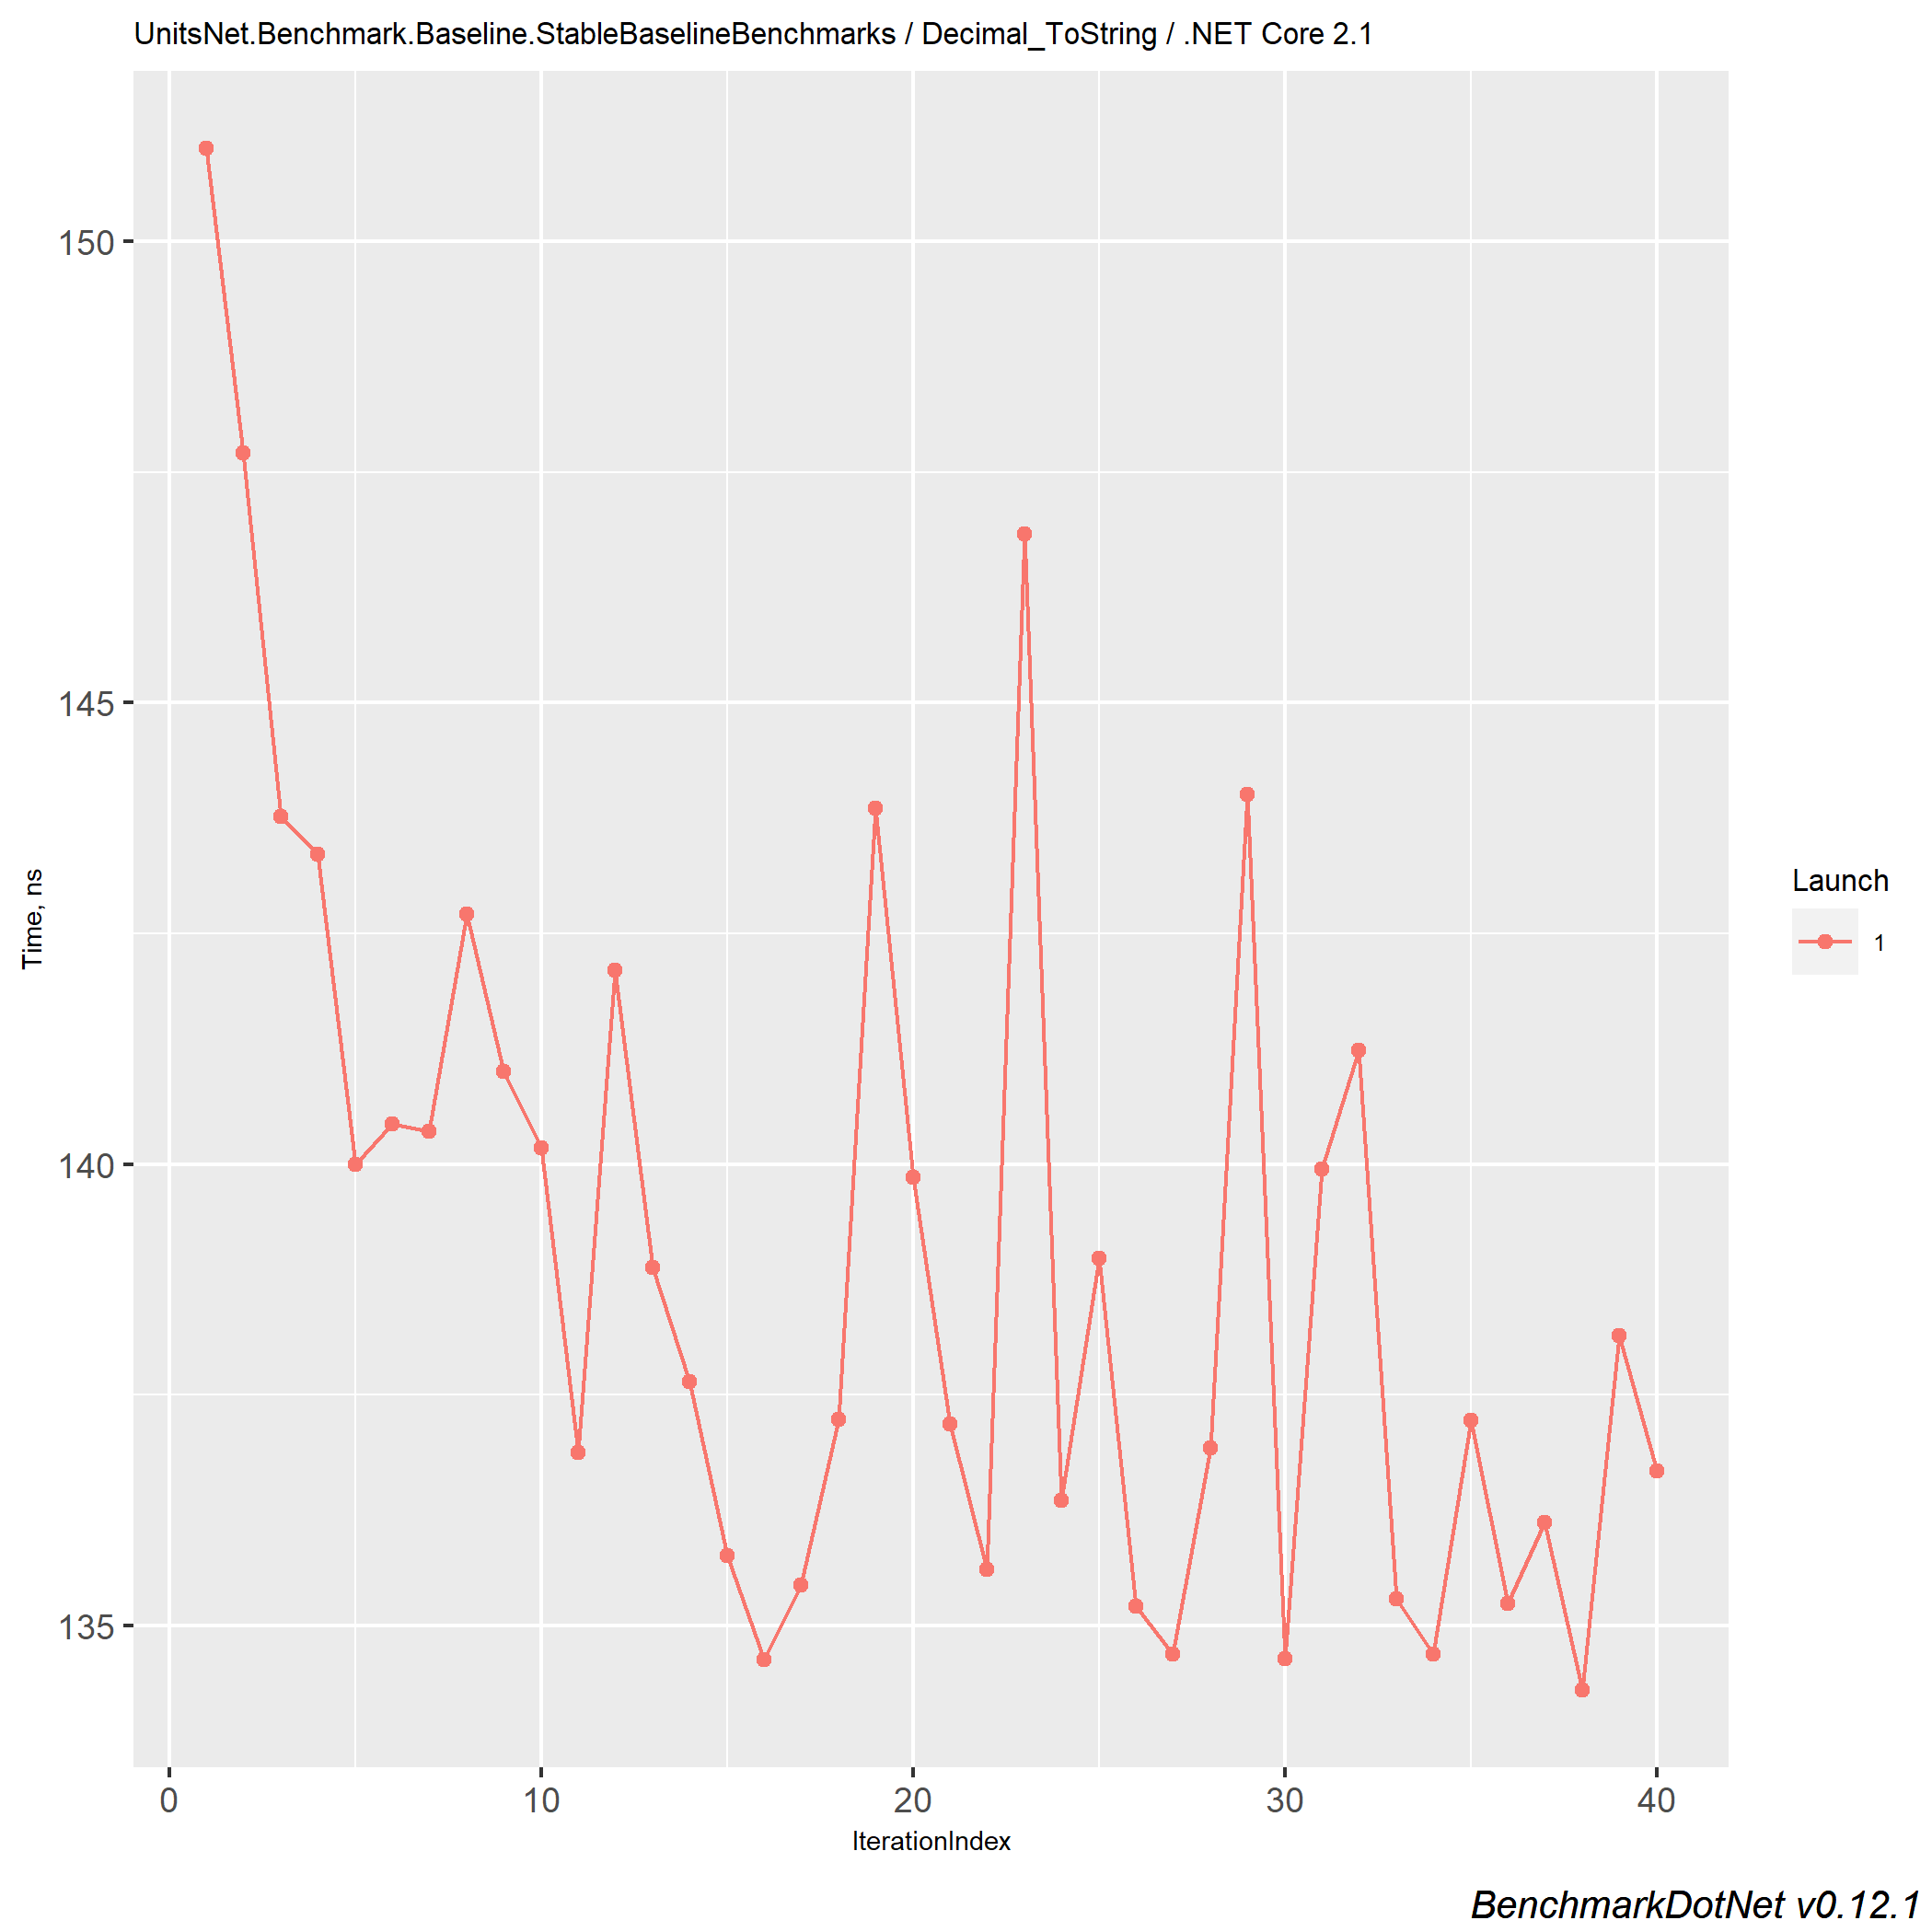 UnitsNet.Benchmark.Baseline.StableBaselineBenchmarks / Decimal_ToString / .NET Core 2.1
150
145
140
135
Time, ns
0 10 20 30 40
IterationIndex
Launch
1
BenchmarkDotNet v0.12.1